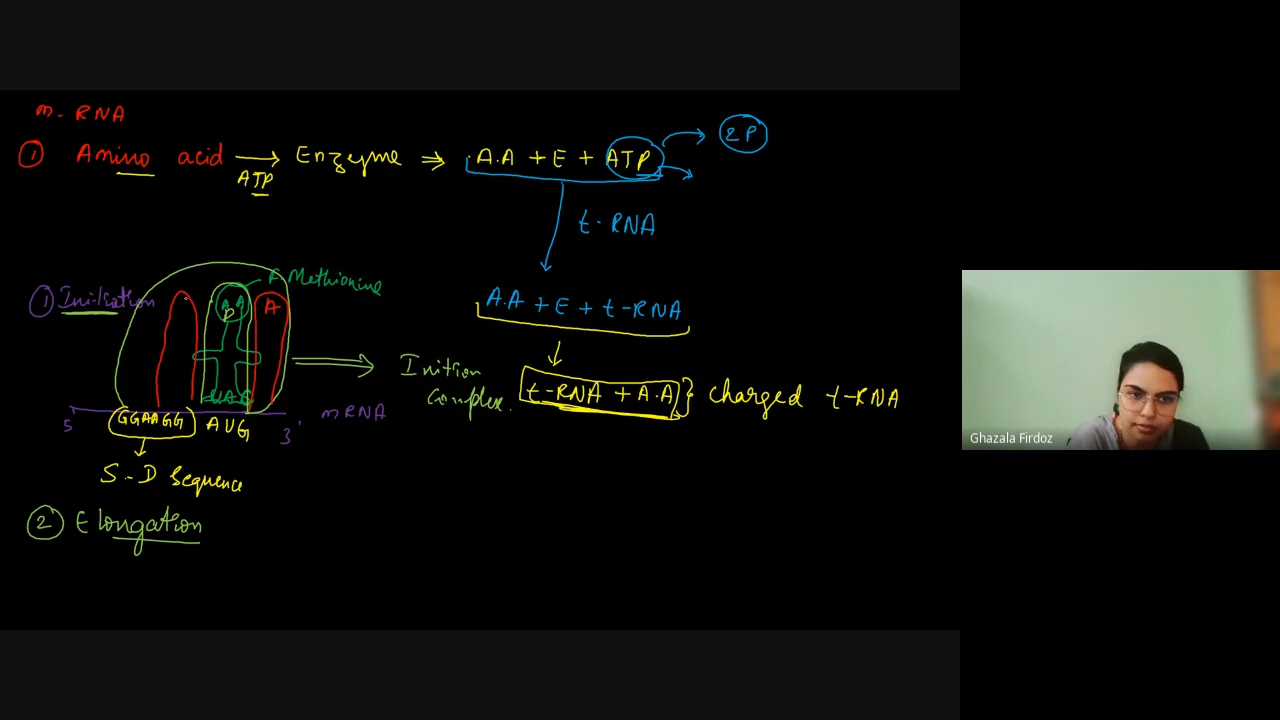 m-RNA
① Amino acid → Enzyme ⇒ A.A + E + ATP → 2P
ATP
t-RNA
A.A + E + t-RNA
① Initiation
F Methionine
A A
P
A
UAC
Inition
Complex.
t-RNA + A.A } Charged t-RNA
5' GGAAGG AUG 3' mRNA
S-D Sequence
② Elongation
Ghazala Firdoz